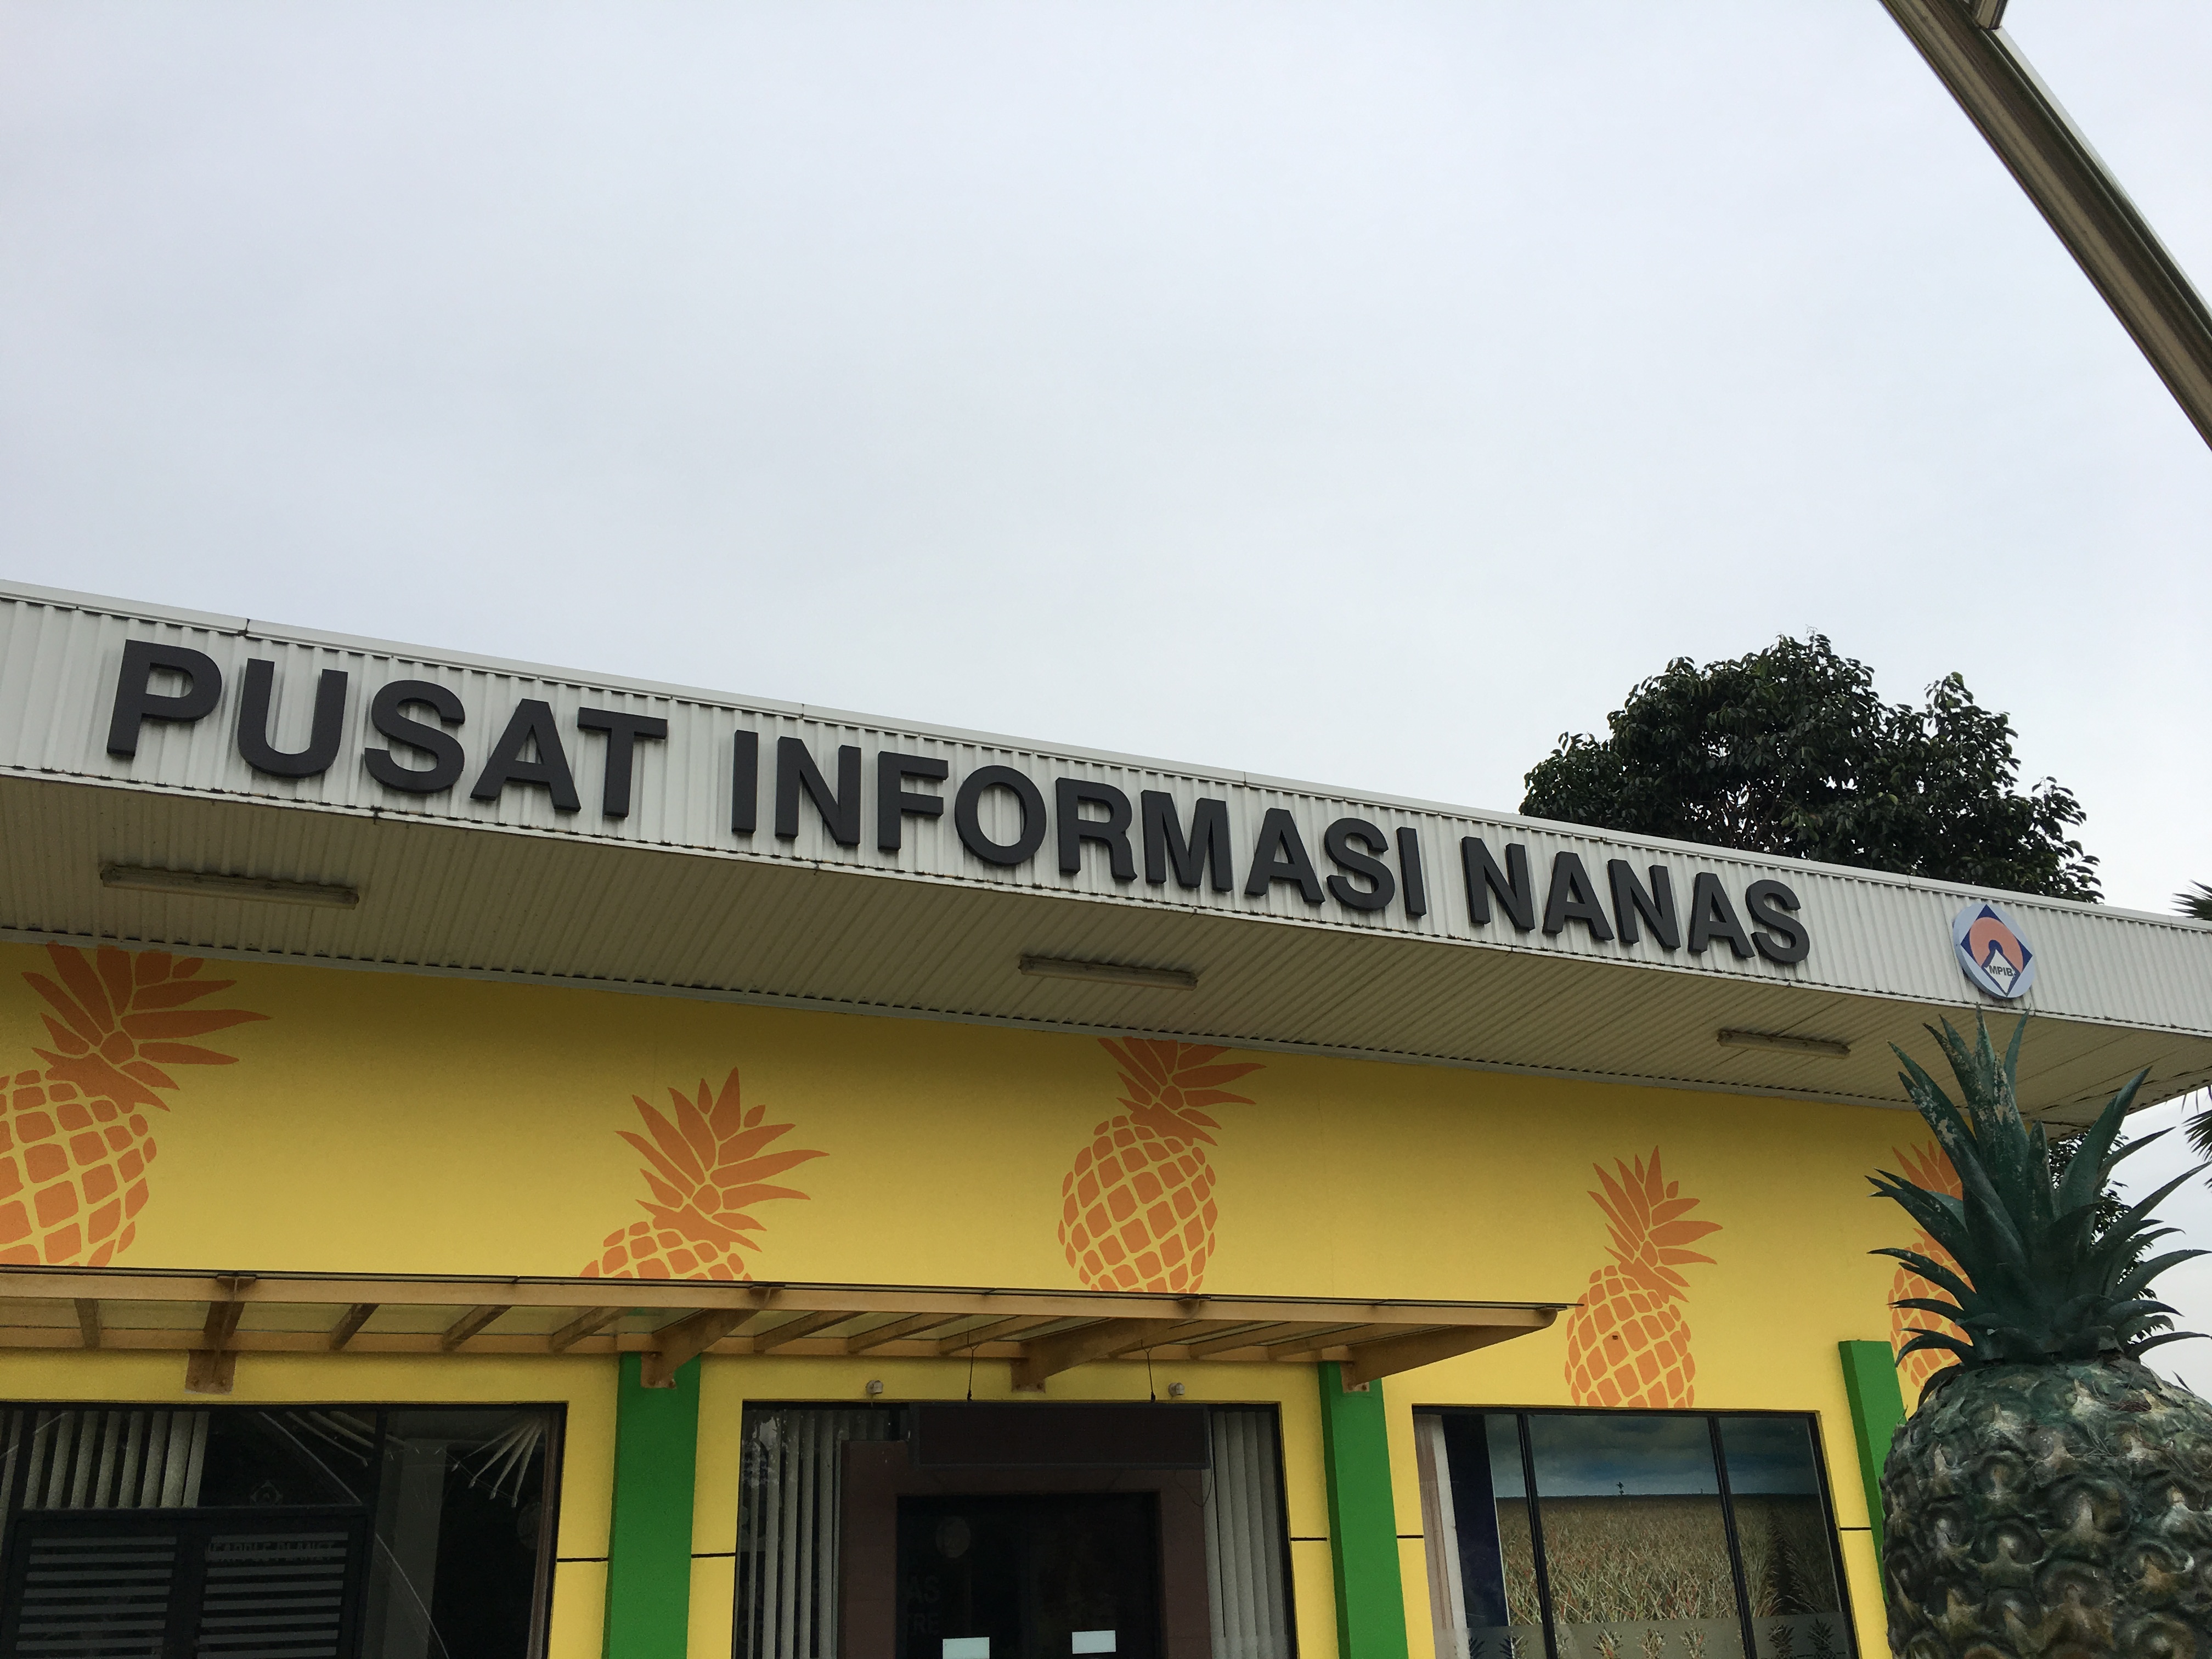 PUSAT INFORMASI NANAS
MPIB